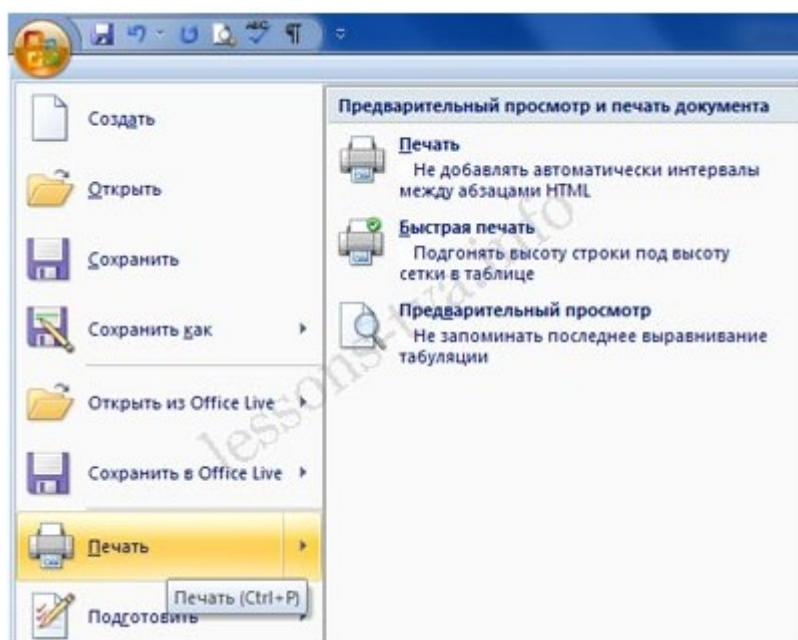 ABC
Создать
Открыть
Сохранить
Сохранить как
Открыть из Office Live
Сохранить в Office Live
Печать
Печать (Ctrl+P)
Подготовить
Предварительный просмотр и печать документа
Печать
Не добавлять автоматически интервалы
между абзацами HTML
Быстрая печать
Подгонять высоту строки под высоту
сетки в таблице
Предварительный просмотр
Не запоминать последнее выравнивание
табуляции
lessons-tva.info